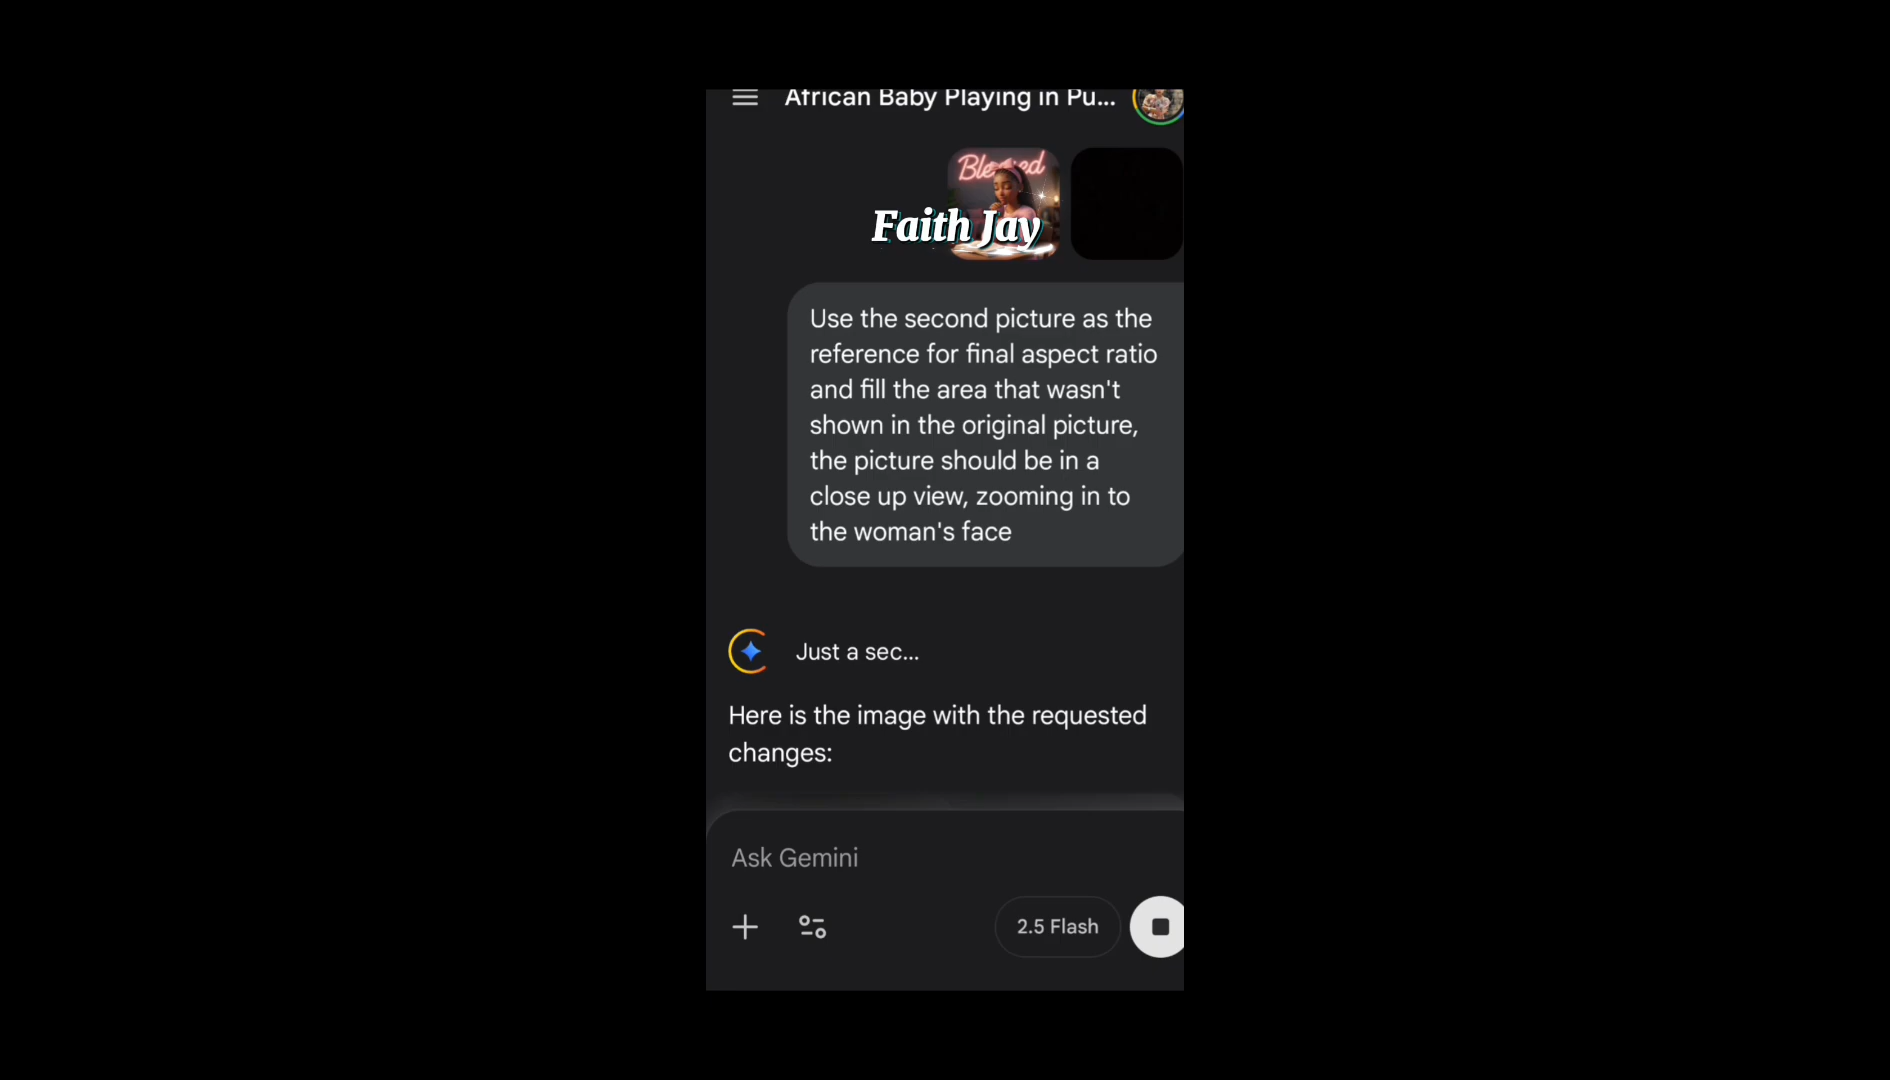 African Baby Playing in Pu...
Blessed
Faith Jay
Use the second picture as the
reference for final aspect ratio
and fill the area that wasn't
shown in the original picture,
the picture should be in a
close up view, zooming in to
the woman's face
Just a sec...
Here is the image with the requested
changes:
Ask Gemini
2.5 Flash